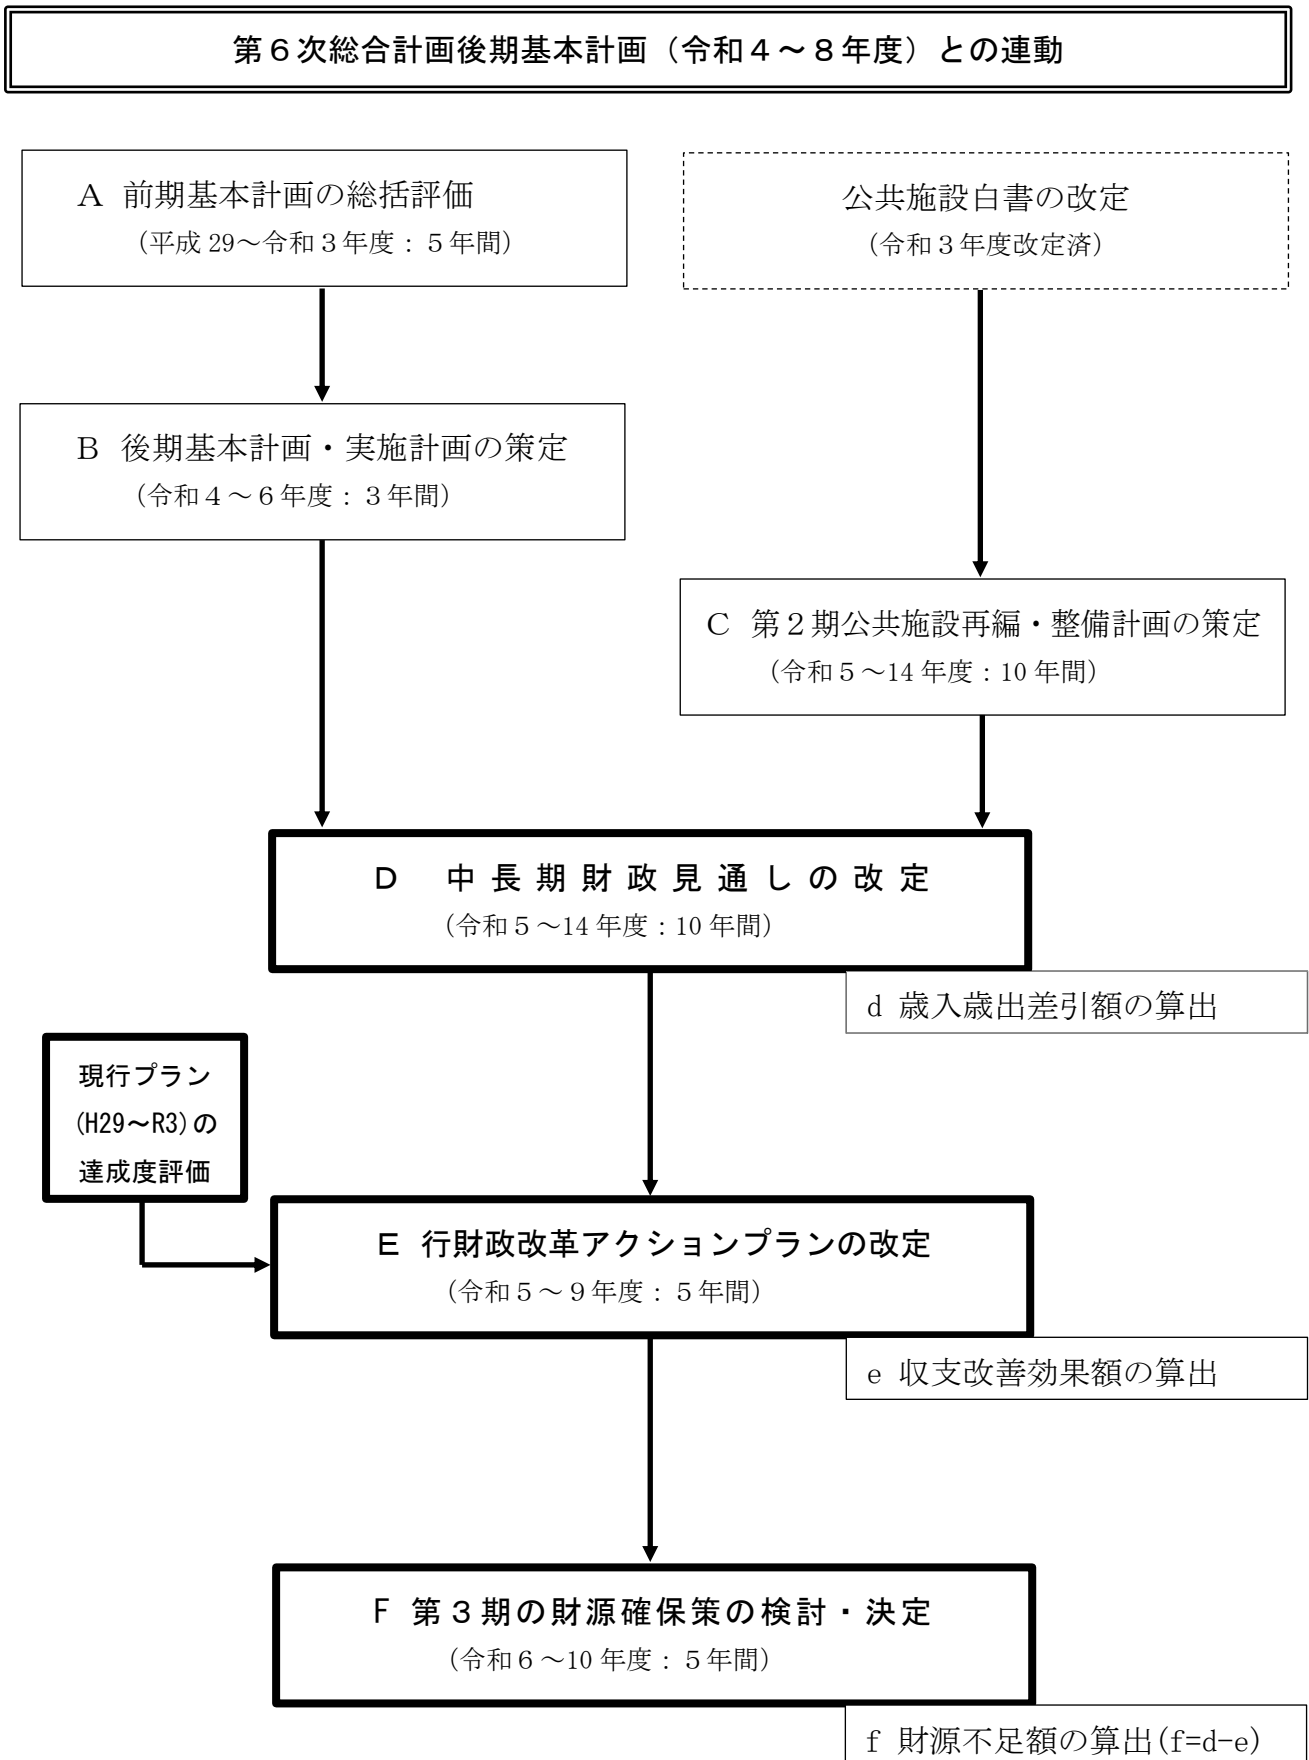 第６次総合計画後期基本計画（令和４～８年度）との連動
Ａ 前期基本計画の総括評価
（平成 29～令和３年度：５年間）
公共施設白書の改定
（令和３年度改定済）
Ｂ 後期基本計画・実施計画の策定
（令和４～６年度：３年間）
Ｃ 第２期公共施設再編・整備計画の策定
（令和５～14 年度：10 年間）
Ｄ 中長期財政見通しの改定
（令和５～14 年度：10 年間）
d 歳入歳出差引額の算出
現行プラン
(H29～R3)の
達成度評価
Ｅ 行財政改革アクションプランの改定
（令和５～９年度：５年間）
e 収支改善効果額の算出
Ｆ 第３期の財源確保策の検討・決定
（令和６～10 年度：５年間）
f 財源不足額の算出(f=d-e)